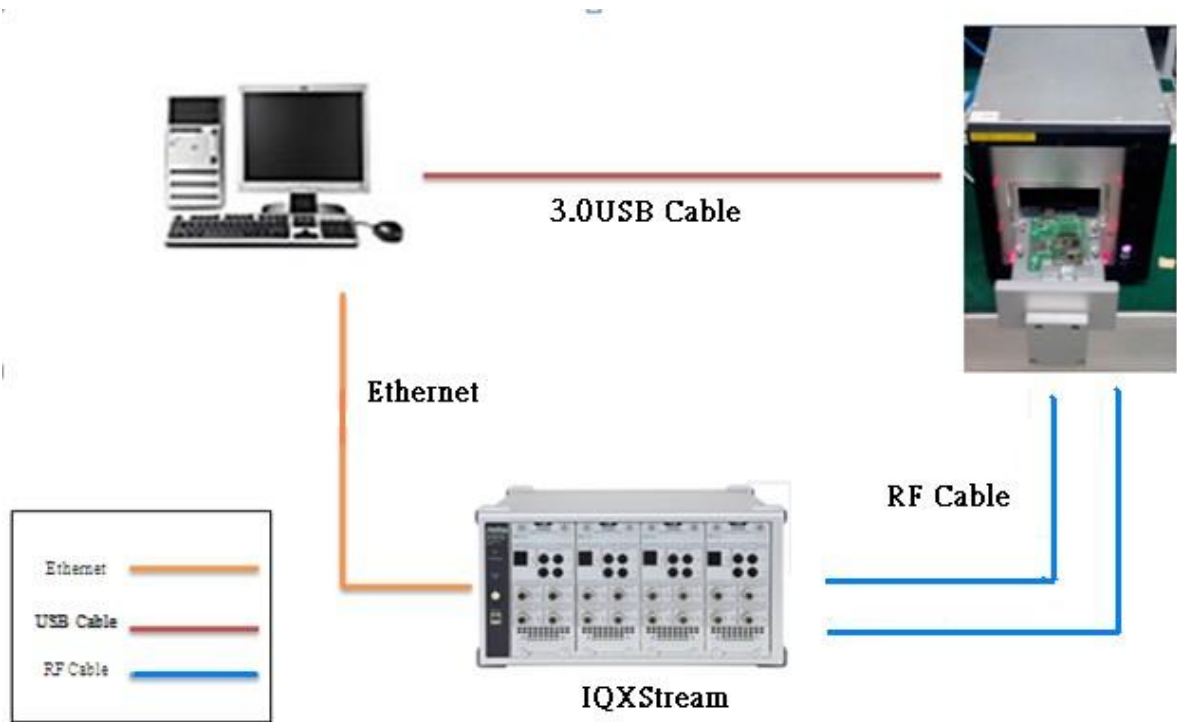 3.0USB Cable
Ethernet
RF Cable
Ethernet
USB Cable
RF Cable
IQXStream